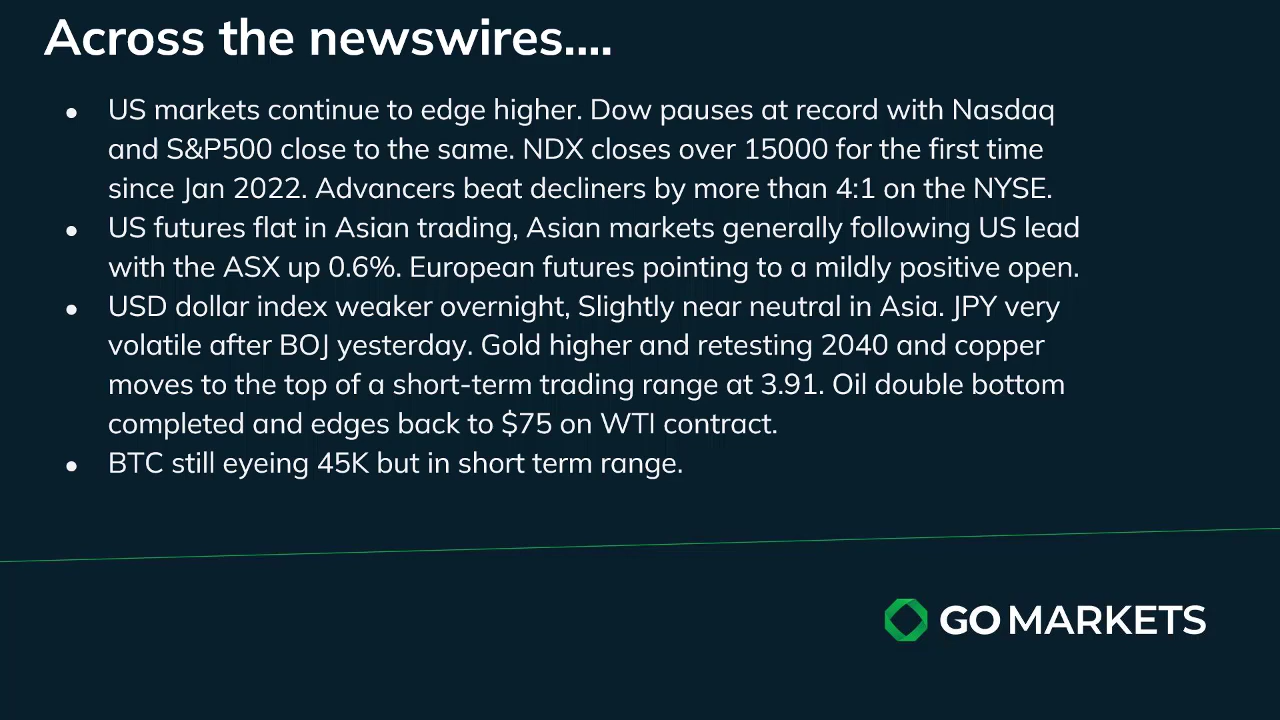 Across the newswires....
● US markets continue to edge higher. Dow pauses at record with Nasdaq
and S&P500 close to the same. NDX closes over 15000 for the first time
since Jan 2022. Advancers beat decliners by more than 4:1 on the NYSE.
● US futures flat in Asian trading, Asian markets generally following US lead
with the ASX up 0.6%. European futures pointing to a mildly positive open.
● USD dollar index weaker overnight, Slightly near neutral in Asia. JPY very
volatile after BOJ yesterday. Gold higher and retesting 2040 and copper
moves to the top of a short-term trading range at 3.91. Oil double bottom
completed and edges back to $75 on WTI contract.
● BTC still eyeing 45K but in short term range.
GO MARKETS